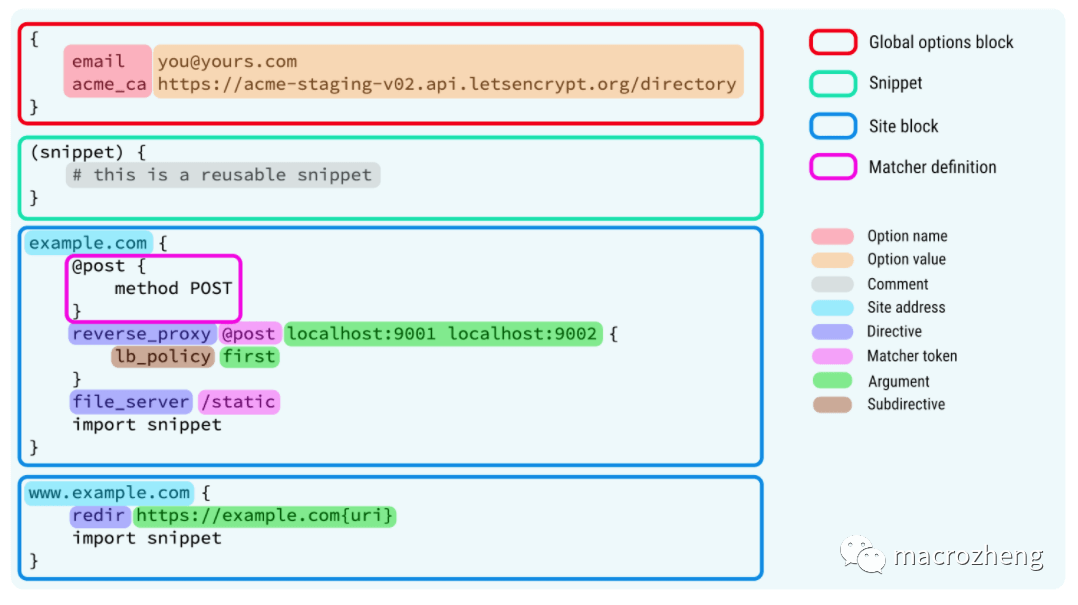 {
email you@yours.com
acme_ca https://acme-staging-v02.api.letsencrypt.org/directory
}
(snippet) {
# this is a reusable snippet
}
example.com {
@post {
method POST
}
reverse_proxy @post localhost:9001 localhost:9002 {
lb_policy first
}
file_server /static
import snippet
}
www.example.com {
redir https://example.com{uri}
import snippet
}
Global options block
Snippet
Site block
Matcher definition
Option name
Option value
Comment
Site address
Directive
Matcher token
Argument
Subdirective
macrozheng